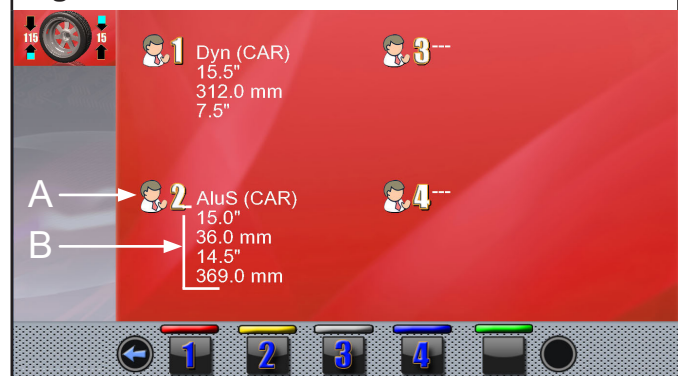 115 15
1 Dyn (CAR)
15.5"
312.0 mm
7.5"
3 ---
A
2 AluS (CAR)
15.0"
36.0 mm
14.5"
369.0 mm
B
4 ---
1 2 3 4